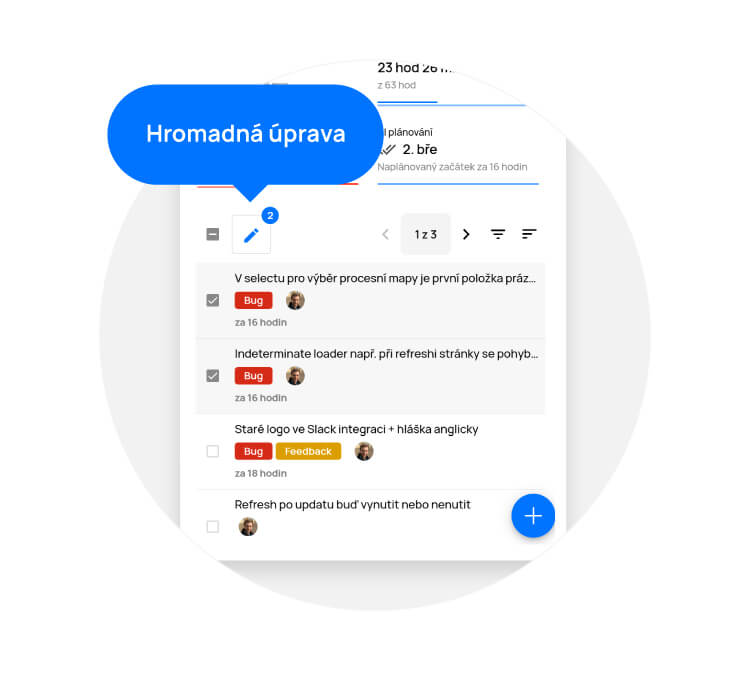 23 hod 26 m
z 63 hod
Hromadná úprava
plánování
2. bře
Naplánovaný začátek za 16 hodin
2
1 z 3
V selectu pro výběr procesní mapy je první položka práz...
Bug
za 16 hodin
Indeterminate loader např. při refreshi stránky se pohyb...
Bug
za 16 hodin
Staré logo ve Slack integraci + hláška anglicky
Bug Feedback
za 18 hodin
Refresh po updatu buď vynutit nebo nenutit